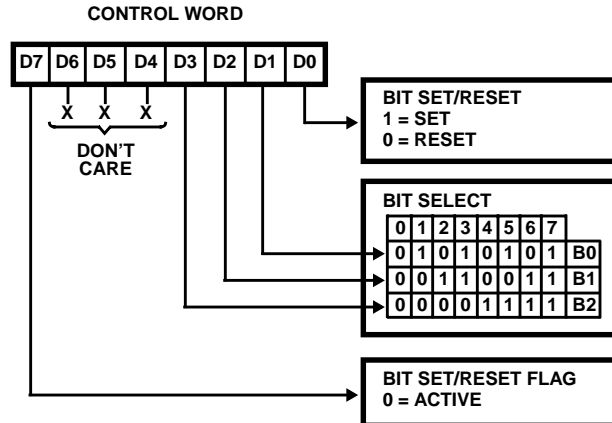 CONTROL WORD
D7 D6 D5 D4 D3 D2 D1 D0
X X X
DON'T
CARE
BIT SET/RESET
1 = SET
0 = RESET
BIT SELECT
0 1 2 3 4 5 6 7
0 1 0 1 0 1 0 1 B0
0 0 1 1 0 0 1 1 B1
0 0 0 0 1 1 1 1 B2
BIT SET/RESET FLAG
0 = ACTIVE